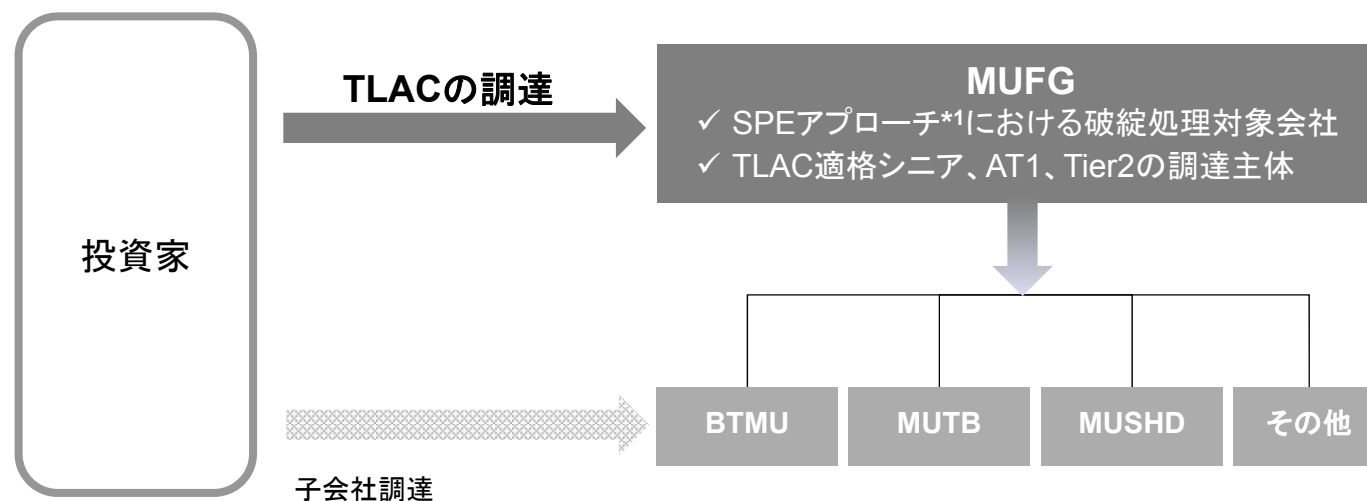 投資家
TLACの調達
MUFG
✓ SPEアプローチ*1における破綻処理対象会社
✓ TLAC適格シニア、AT1、Tier2の調達主体
BTMU
MUTB
MUSHD
その他
子会社調達